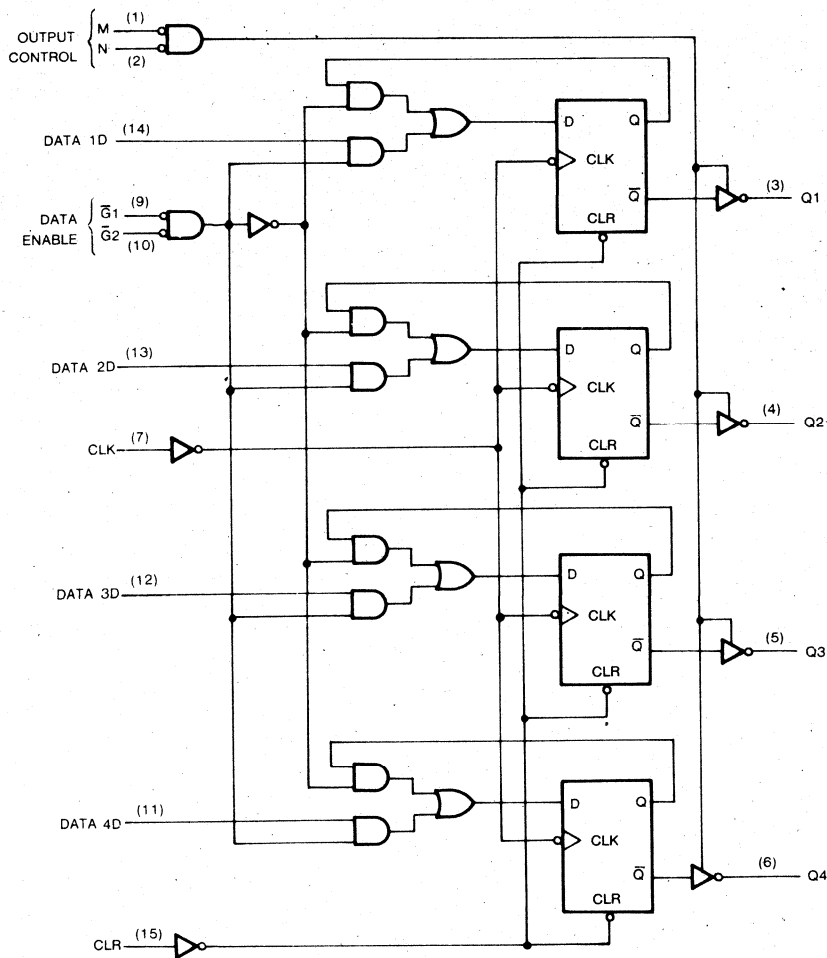 OUTPUT CONTROL
M (1)
N (2)
DATA 1D (14)
D Q
CLK
Q̅
CLR
(3) Q1
DATA ENABLE
G̅1 (9)
G̅2 (10)
DATA 2D (13)
D Q
CLK
Q̅
CLR
(4) Q2
CLK (7)
DATA 3D (12)
D Q
CLK
Q̅
CLR
(5) Q3
DATA 4D (11)
D Q
CLK
Q̅
CLR
(6) Q4
CLR (15)